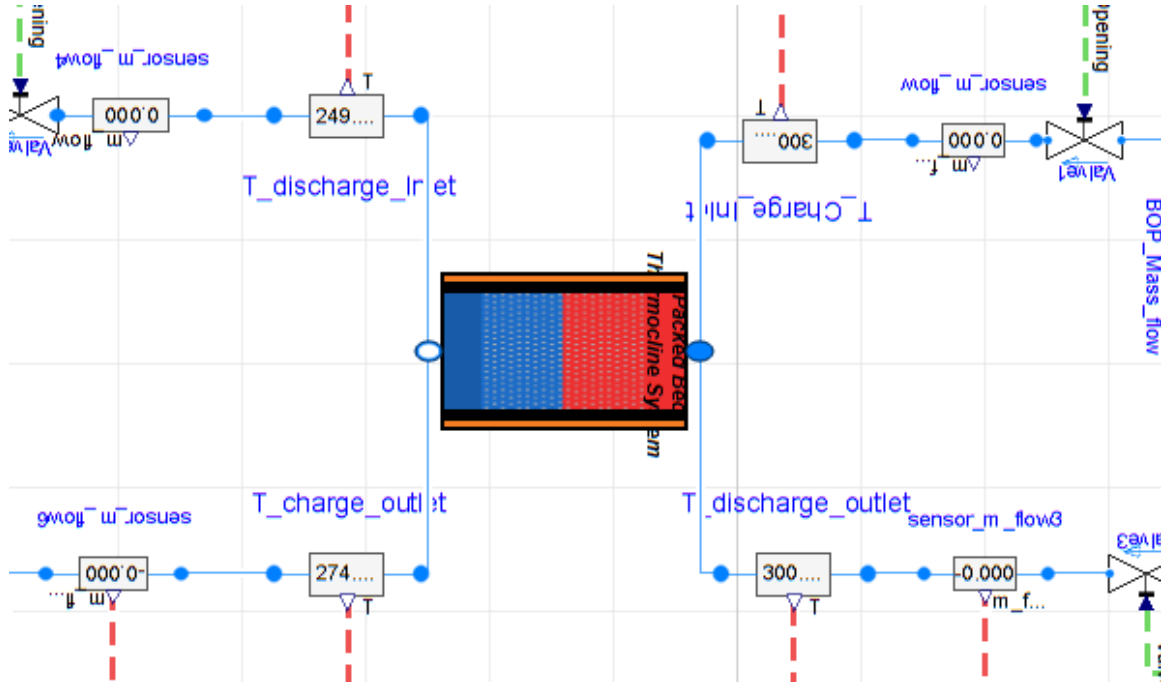 ening
sensor_m_flow4
T
249....
0.000
m_flow
Valve
T_discharge_Inlet
pening
sensor_m_flow
T
300....
0.000
m_f...
Valve1
T_Charge_Inlet
BOP_Mass_flow
Packed Bed
Thermocline System
T_charge_outlet
T_discharge_outlet
sensor_m_flow6
sensor_m_flow3
Valve3
-0.000
m_fl...
274....
T
300....
T
-0.000
m_f...